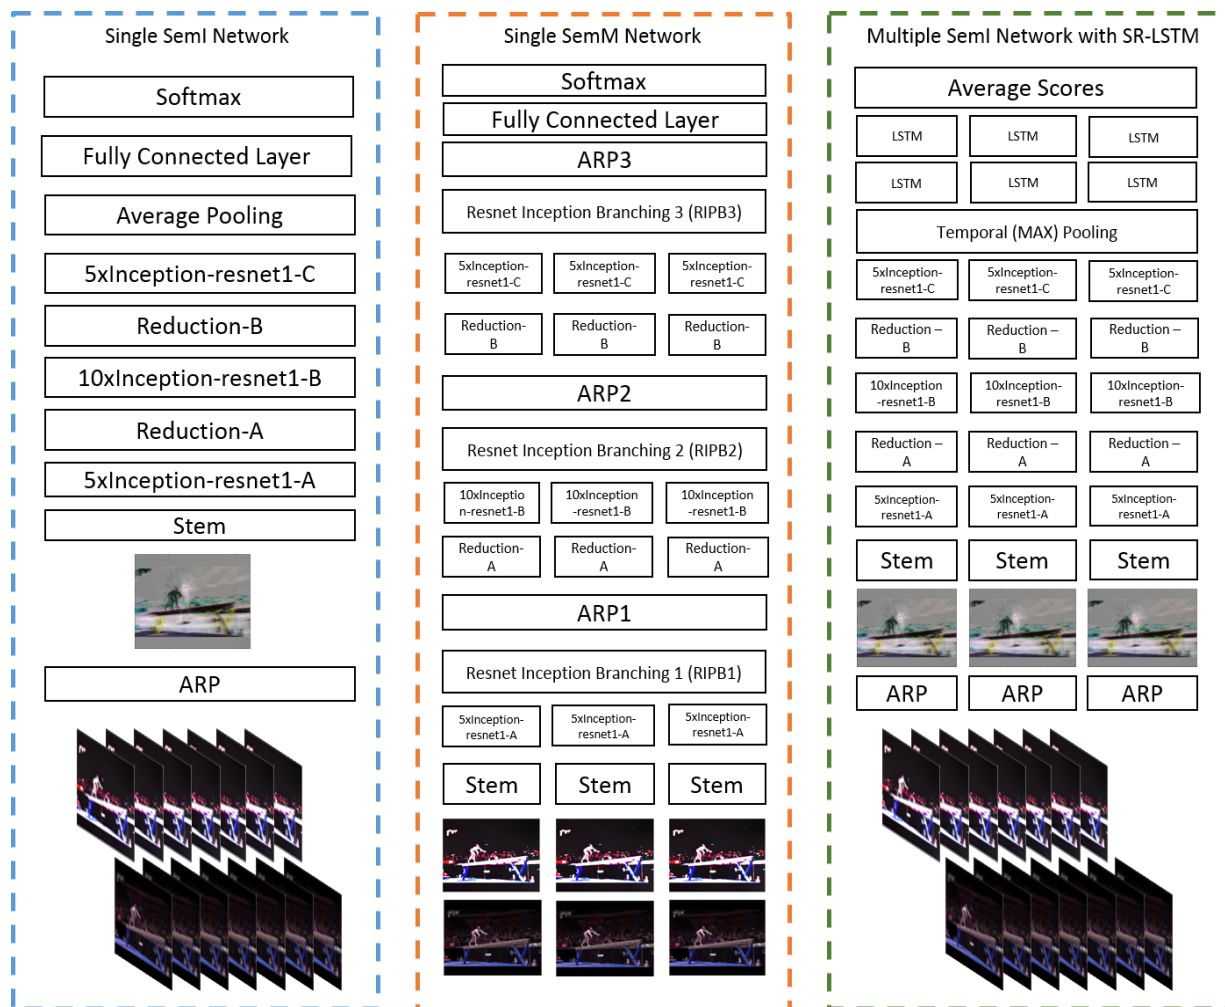 Single SemI Network
Softmax
Fully Connected Layer
Average Pooling
5xInception-resnet1-C
Reduction-B
10xInception-resnet1-B
Reduction-A
5xInception-resnet1-A
Stem
ARP
Single SemM Network
Softmax
Fully Connected Layer
ARP3
Resnet Inception Branching 3 (RIPB3)
5xInception-
resnet1-C
5xInception-
resnet1-C
5xInception-
resnet1-C
Reduction-
B
Reduction-
B
Reduction-
B
ARP2
Resnet Inception Branching 2 (RIPB2)
10xInceptio
n-resnet1-B
10xInception
-resnet1-B
10xInception
-resnet1-B
Reduction-
A
Reduction-
A
Reduction-
A
ARP1
Resnet Inception Branching 1 (RIPB1)
5xInception-
resnet1-A
5xInception-
resnet1-A
5xInception-
resnet1-A
Stem
Stem
Stem
Multiple SemI Network with SR-LSTM
Average Scores
LSTM
LSTM
LSTM
LSTM
LSTM
LSTM
Temporal (MAX) Pooling
5xInception-
resnet1-C
5xInception-
resnet1-C
5xInception-
resnet1-C
Reduction –
B
Reduction –
B
Reduction –
B
10xInception
-resnet1-B
10xInception-
resnet1-B
10xInception-
resnet1-B
Reduction –
A
Reduction –
A
Reduction –
A
5xInception-
resnet1-A
5xInception-
resnet1-A
5xInception-
resnet1-A
Stem
Stem
Stem
ARP
ARP
ARP